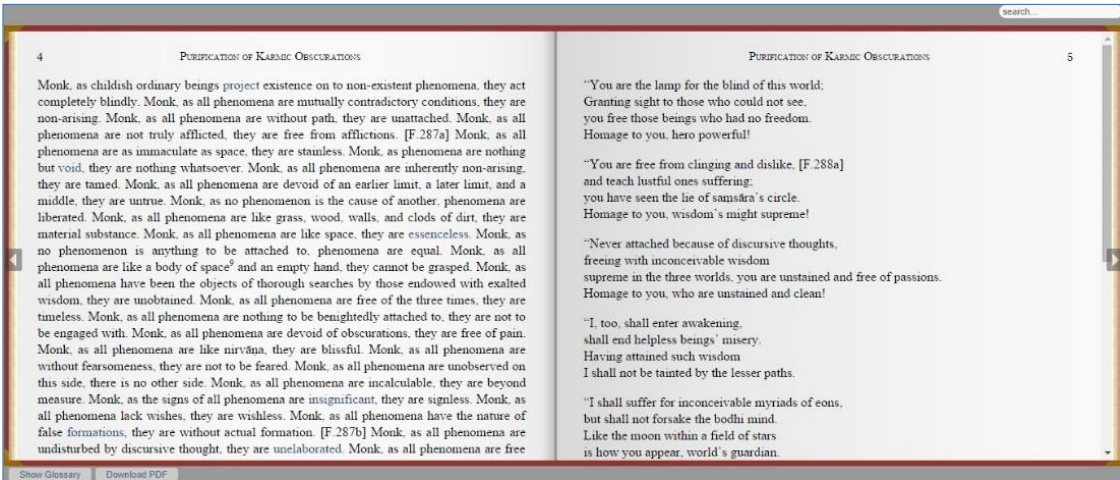 search...
4
PURIFICATION OF KARMIC OBSCURATIONS
Monk, as childish ordinary beings project existence on to non-existent phenomena, they act
completely blindly. Monk, as all phenomena are mutually contradictory conditions, they are
non-arising. Monk, as all phenomena are without path, they are unattached. Monk, as all
phenomena are not truly afflicted, they are free from afflictions. [F.287a] Monk, as all
phenomena are as immaculate as space, they are stainless. Monk, as phenomena are nothing
but void, they are nothing whatsoever. Monk, as all phenomena are inherently non-arising,
they are tamed. Monk, as all phenomena are devoid of an earlier limit, a later limit, and a
middle, they are untrue. Monk, as no phenomenon is the cause of another, phenomena are
liberated. Monk, as all phenomena are like grass, wood, walls, and clods of dirt, they are
material substance. Monk, as all phenomena are like space, they are essenceless. Monk, as
no phenomenon is anything to be attached to, phenomena are equal. Monk, as all
phenomena are like a body of space⁹ and an empty hand, they cannot be grasped. Monk, as
all phenomena have been the objects of thorough searches by those endowed with exalted
wisdom, they are unobtained. Monk, as all phenomena are free of the three times, they are
timeless. Monk, as all phenomena are nothing to be benightedly attached to, they are not to
be engaged with. Monk, as all phenomena are devoid of obscurations, they are free of pain.
Monk, as all phenomena are like nirvāṇa, they are blissful. Monk, as all phenomena are
without fearsomeness, they are not to be feared. Monk, as all phenomena are unobserved on
this side, there is no other side. Monk, as all phenomena are incalculable, they are beyond
measure. Monk, as the signs of all phenomena are insignificant, they are signless. Monk, as
all phenomena lack wishes, they are wishless. Monk, as all phenomena have the nature of
false formations, they are without actual formation. [F.287b] Monk, as all phenomena are
undisturbed by discursive thought, they are unelaborated. Monk, as all phenomena are free
PURIFICATION OF KARMIC OBSCURATIONS
5
“You are the lamp for the blind of this world;
Granting sight to those who could not see,
you free those beings who had no freedom.
Homage to you, hero powerful!
“You are free from clinging and dislike, [F.288a]
and teach lustful ones suffering;
you have seen the lie of saṃsāra’s circle.
Homage to you, wisdom’s might supreme!
“Never attached because of discursive thoughts,
freeing with inconceivable wisdom
supreme in the three worlds, you are unstained and free of passions.
Homage to you, who are unstained and clean!
“I, too, shall enter awakening,
shall end helpless beings’ misery.
Having attained such wisdom
I shall not be tainted by the lesser paths.
“I shall suffer for inconceivable myriads of eons,
but shall not forsake the bodhi mind.
Like the moon within a field of stars
is how you appear, world’s guardian.
Show Glossary
Download PDF